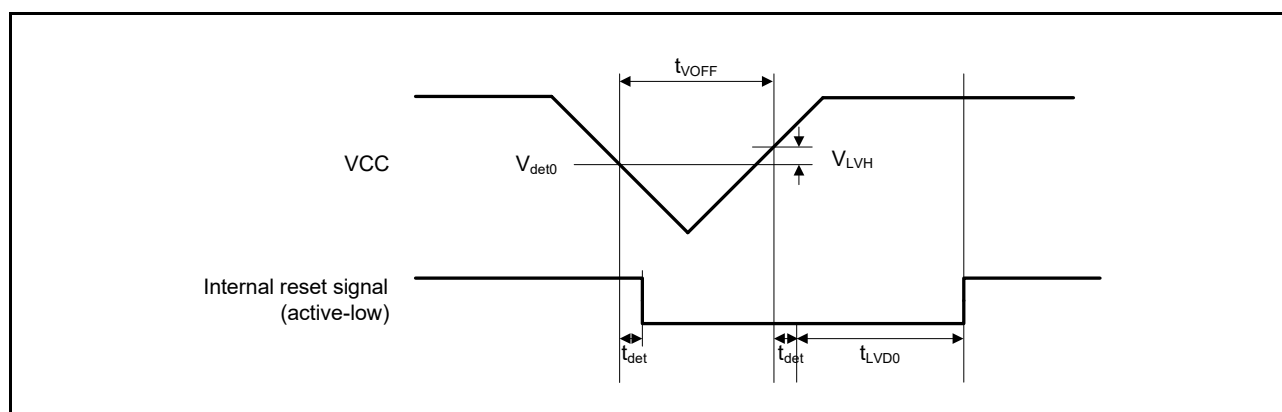 tVOFF
VCC
Vdet0
VLVH
Internal reset signal
(active-low)
tdet
tdet
tLVD0